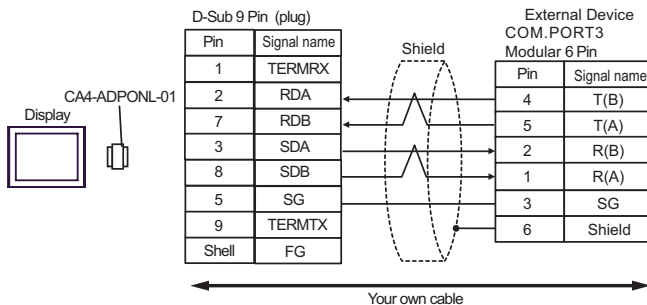 D-Sub 9 Pin (plug)
Pin Signal name
1 TERMRX
2 RDA
7 RDB
3 SDA
8 SDB
5 SG
9 TERMTX
Shell FG
CA4-ADPONL-01
Display
Shield
External Device
COM.PORT3
Modular 6 Pin
Pin Signal name
4 T(B)
5 T(A)
2 R(B)
1 R(A)
3 SG
6 Shield
Your own cable